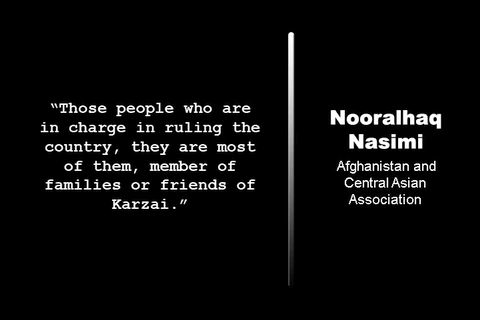 “Those people who are
in charge in ruling the
country, they are most
of them, member of
families or friends of
Karzai.”
Nooralhaq
Nasimi
Afghanistan and
Central Asian
Association